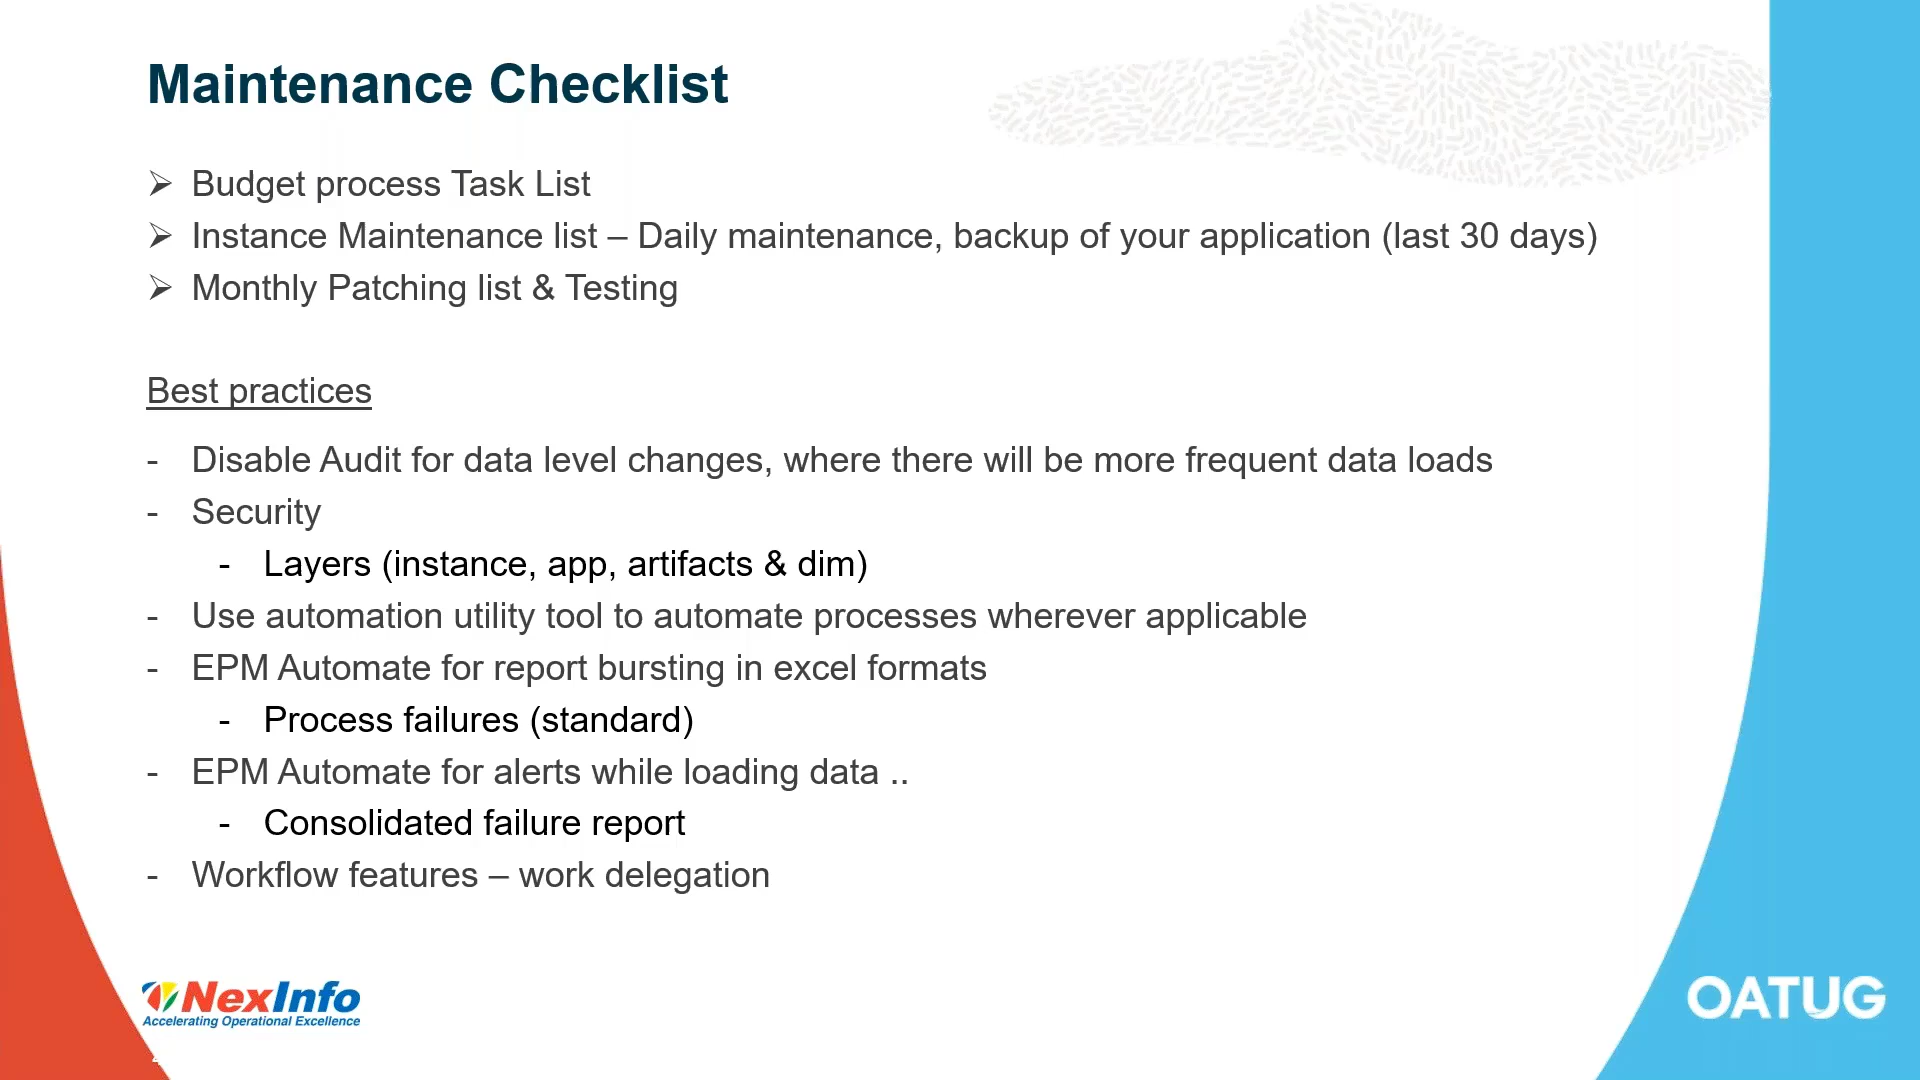 Maintenance Checklist
➢ Budget process Task List
➢ Instance Maintenance list – Daily maintenance, backup of your application (last 30 days)
➢ Monthly Patching list & Testing
Best practices
- Disable Audit for data level changes, where there will be more frequent data loads
- Security
- Layers (instance, app, artifacts & dim)
- Use automation utility tool to automate processes wherever applicable
- EPM Automate for report bursting in excel formats
- Process failures (standard)
- EPM Automate for alerts while loading data ..
- Consolidated failure report
- Workflow features – work delegation
NexInfo
Accelerating Operational Excellence
OATUG